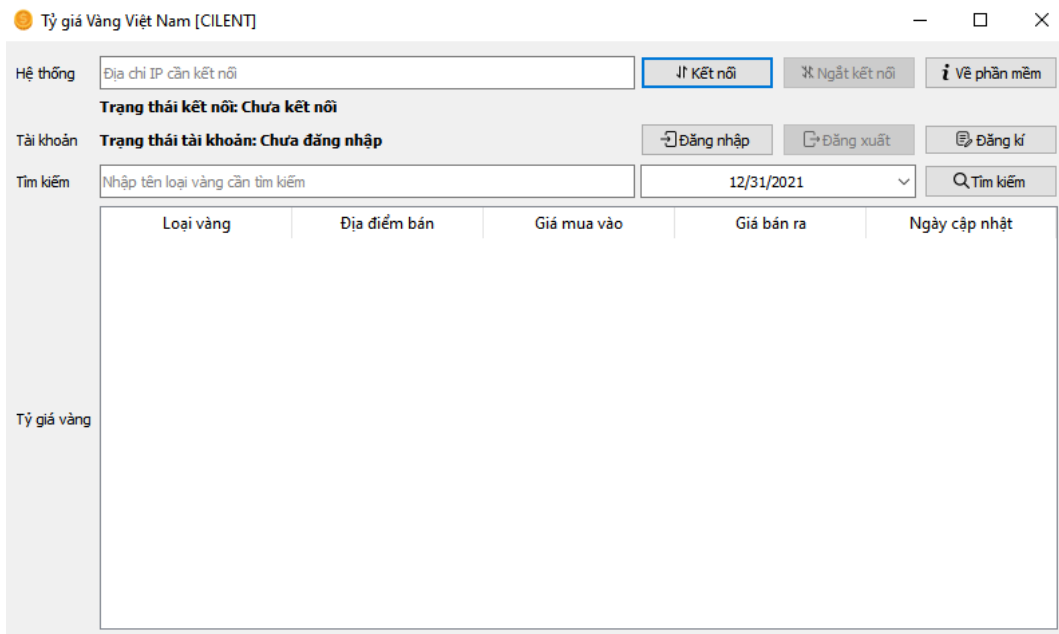 Tỷ giá Vàng Việt Nam [CILENT]
Hệ thống Địa chỉ IP cần kết nối Kết nối Ngắt kết nối Về phần mềm
Trạng thái kết nối: Chưa kết nối
Tài khoản Trạng thái tài khoản: Chưa đăng nhập Đăng nhập Đăng xuất Đăng kí
Tìm kiếm Nhập tên loại vàng cần tìm kiếm 12/31/2021 Tìm kiếm
Loại vàng Địa điểm bán Giá mua vào Giá bán ra Ngày cập nhật
Tỷ giá vàng